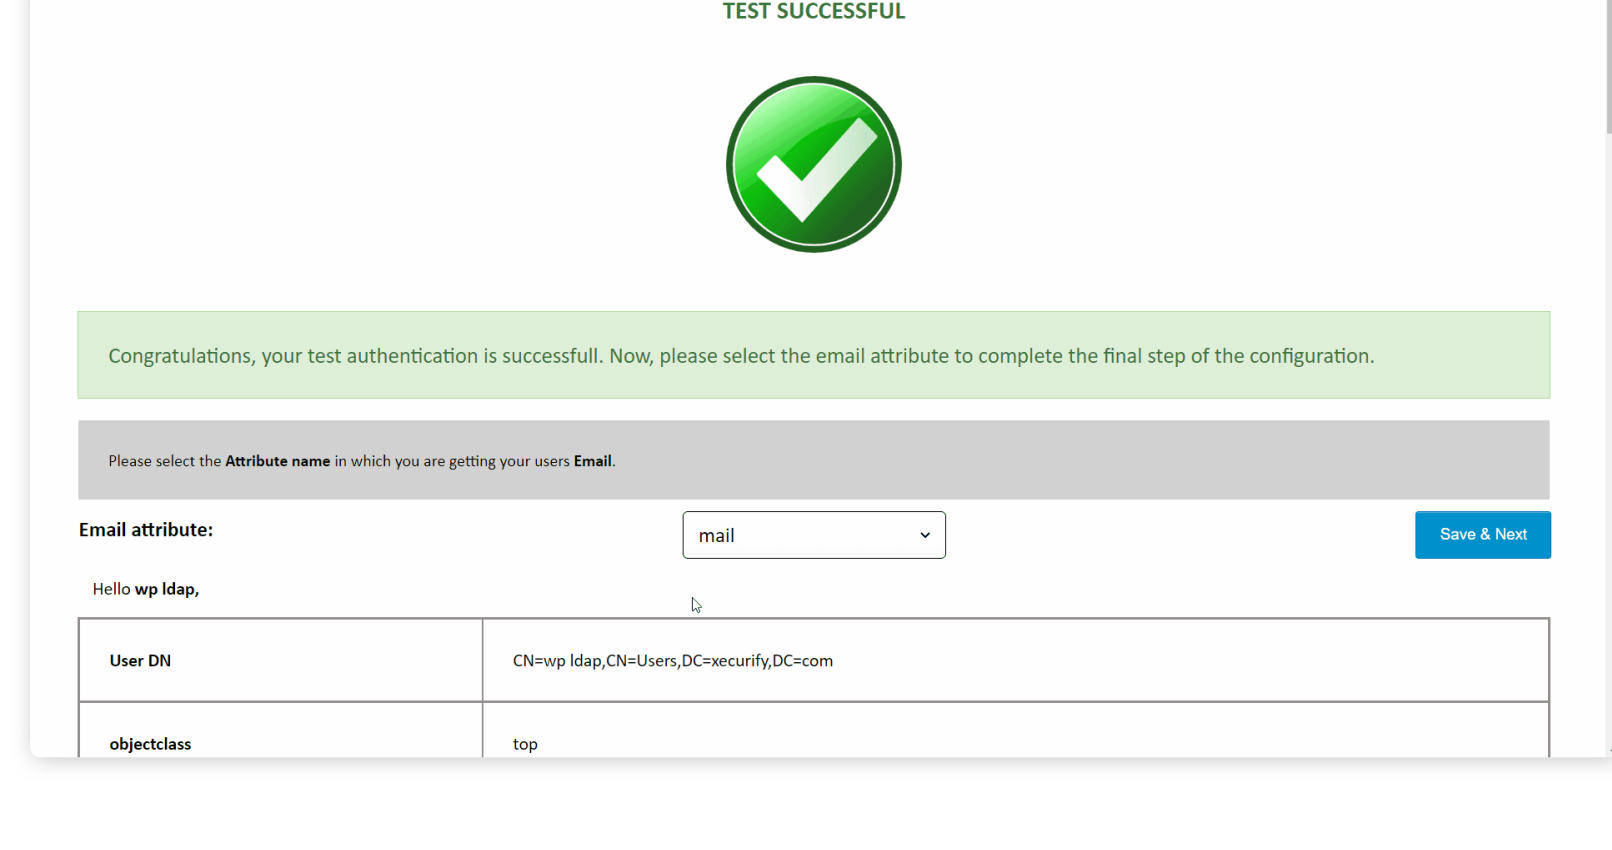 TEST SUCCESSFUL
Congratulations, your test authentication is successfull. Now, please select the email attribute to complete the final step of the configuration.
Please select the Attribute name in which you are getting your users Email.
Email attribute:
mail
Save & Next
Hello wp ldap,
User DN
CN=wp ldap,CN=Users,DC=xecurify,DC=com
objectclass
top